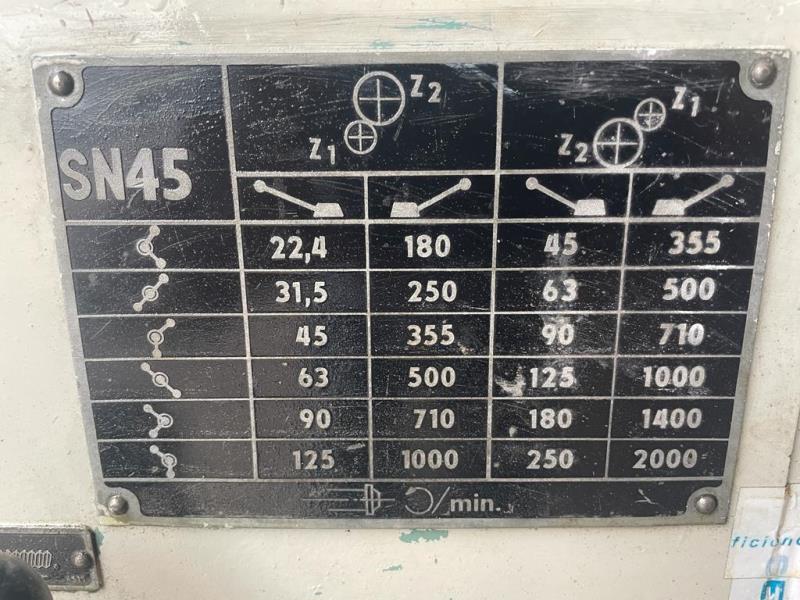 Z2 Z1
Z1 Z2
SN45
22,4 180 45 355
31,5 250 63 500
45 355 90 710
63 500 125 1000
90 710 180 1400
125 1000 250 2000
/min.
ficiona